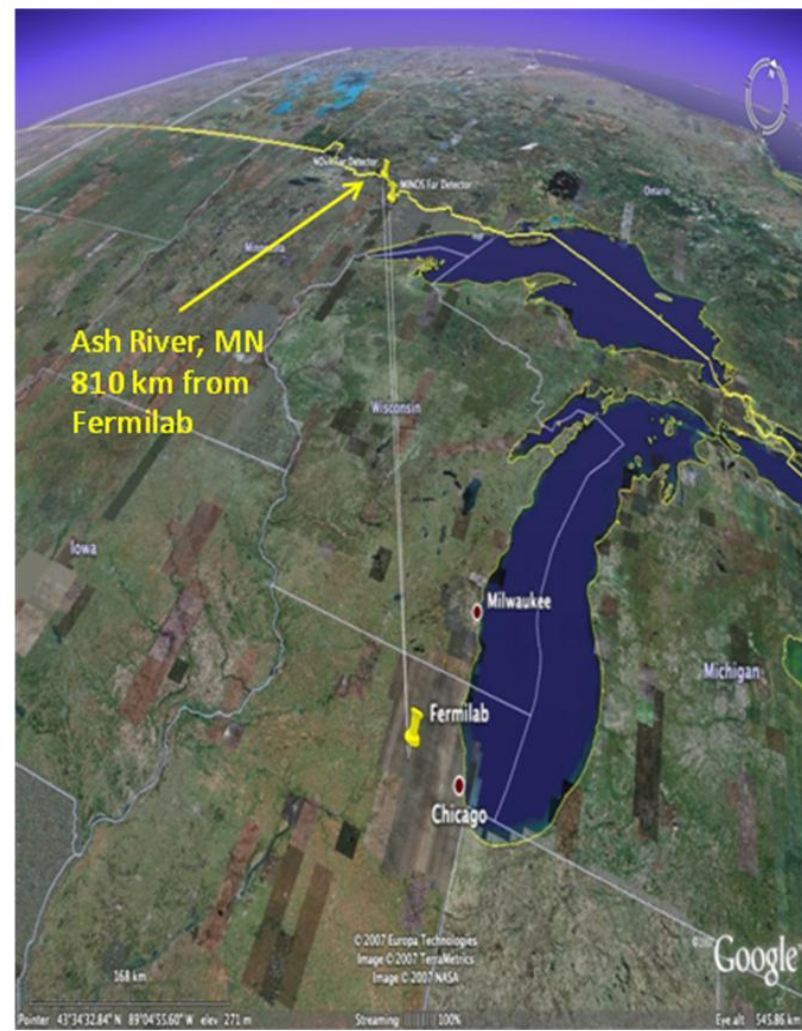 N
NOvA Far Detector
MINOS Far Detector
Ontario
Minnesota
Ash River, MN
810 km from
Fermilab
Wisconsin
Iowa
Milwaukee
Michigan
Fermilab
Chicago
© 2007 Europa Technologies
Image © 2007 TerraMetrics
Image © 2007 NASA
©2007 Google™
168 km
Pointer 43°34'32.84" N 89°04'55.60" W elev 271 m Streaming 100% Eye alt 545.86 km